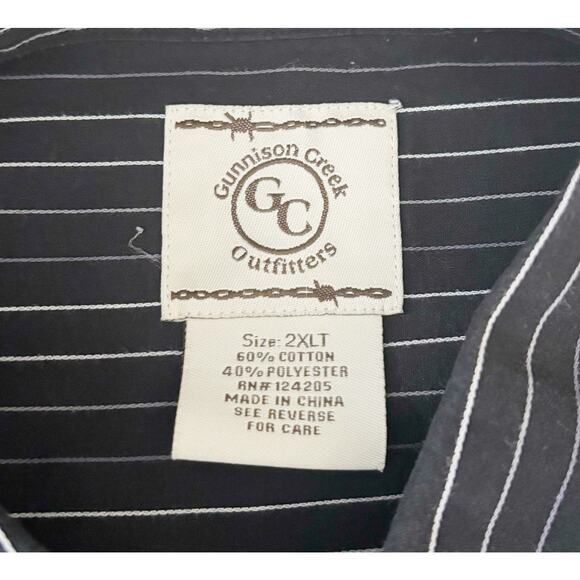 Gunnison Creek
GC
Outfitters
Size: 2XLT
60% COTTON
40% POLYESTER
RN# 124205
MADE IN CHINA
SEE REVERSE
FOR CARE